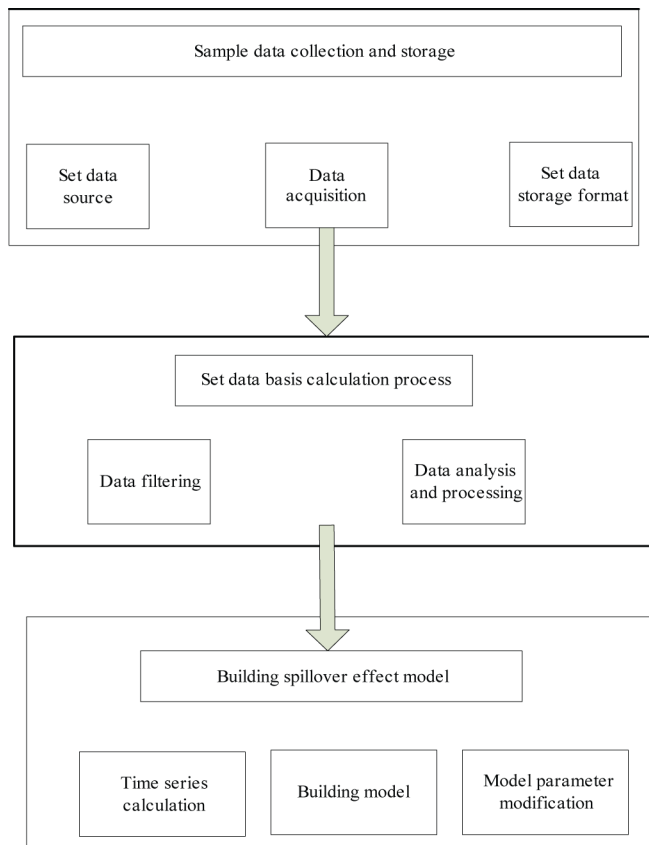 Sample data collection and storage
Set data
source
Data
acquisition
Set data
storage format
Set data basis calculation process
Data filtering
Data analysis
and processing
Building spillover effect model
Time series
calculation
Building model
Model parameter
modification